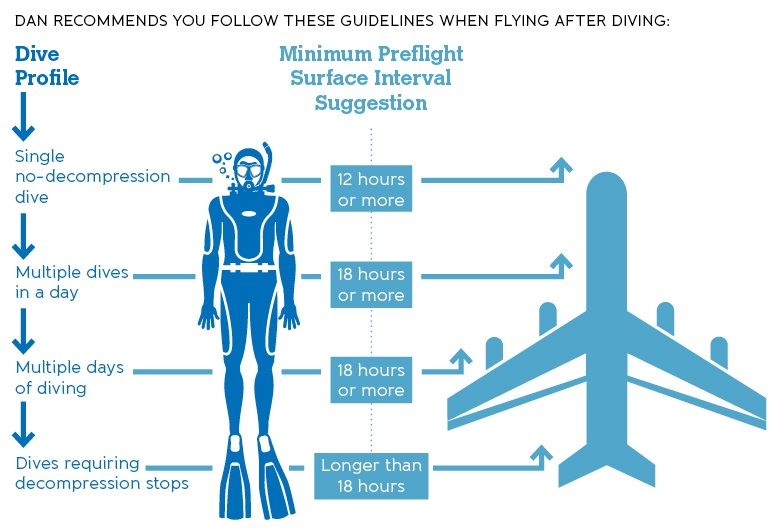 DAN RECOMMENDS YOU FOLLOW THESE GUIDELINES WHEN FLYING AFTER DIVING:
Dive
Profile
Minimum Preflight
Surface Interval
Suggestion
Single
no-decompression
dive
12 hours
or more
Multiple dives
in a day
18 hours
or more
Multiple days
of diving
18 hours
or more
Dives requiring
decompression stops
Longer than
18 hours